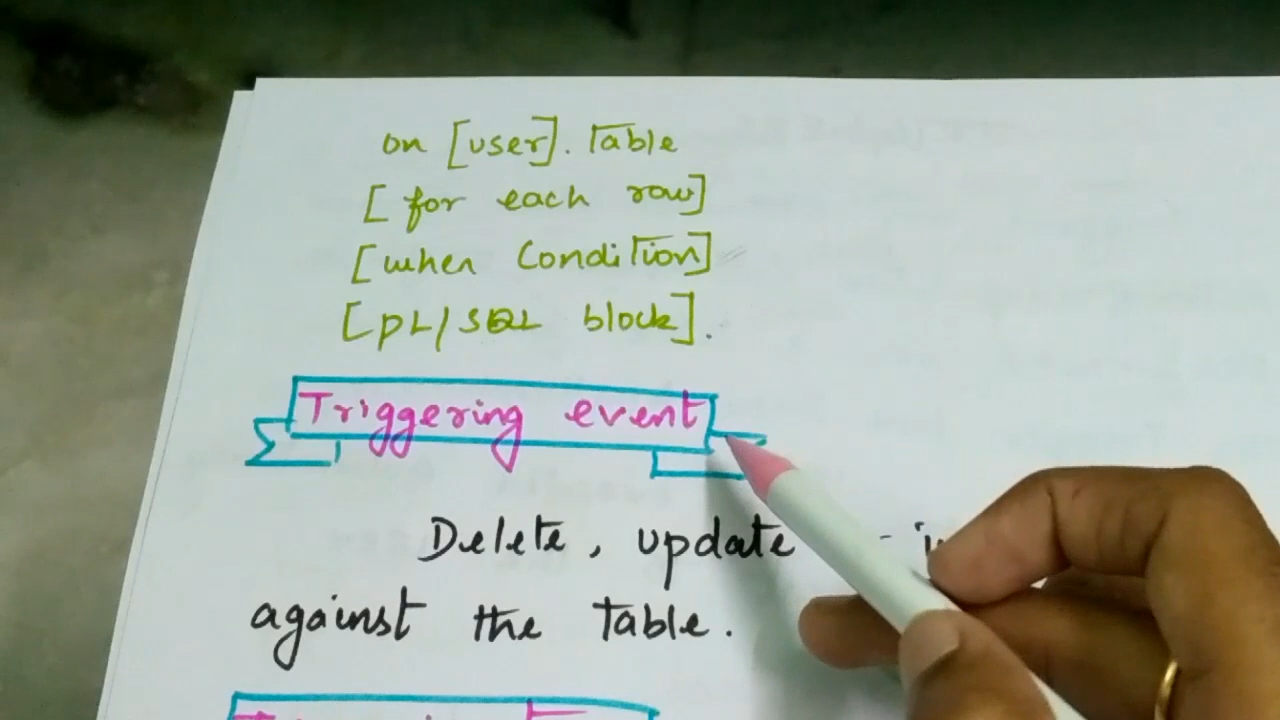 on [user]. Table
[for each row]
[when Condition]
[PL/SQL block].
Triggering event
Delete, update
against the table.